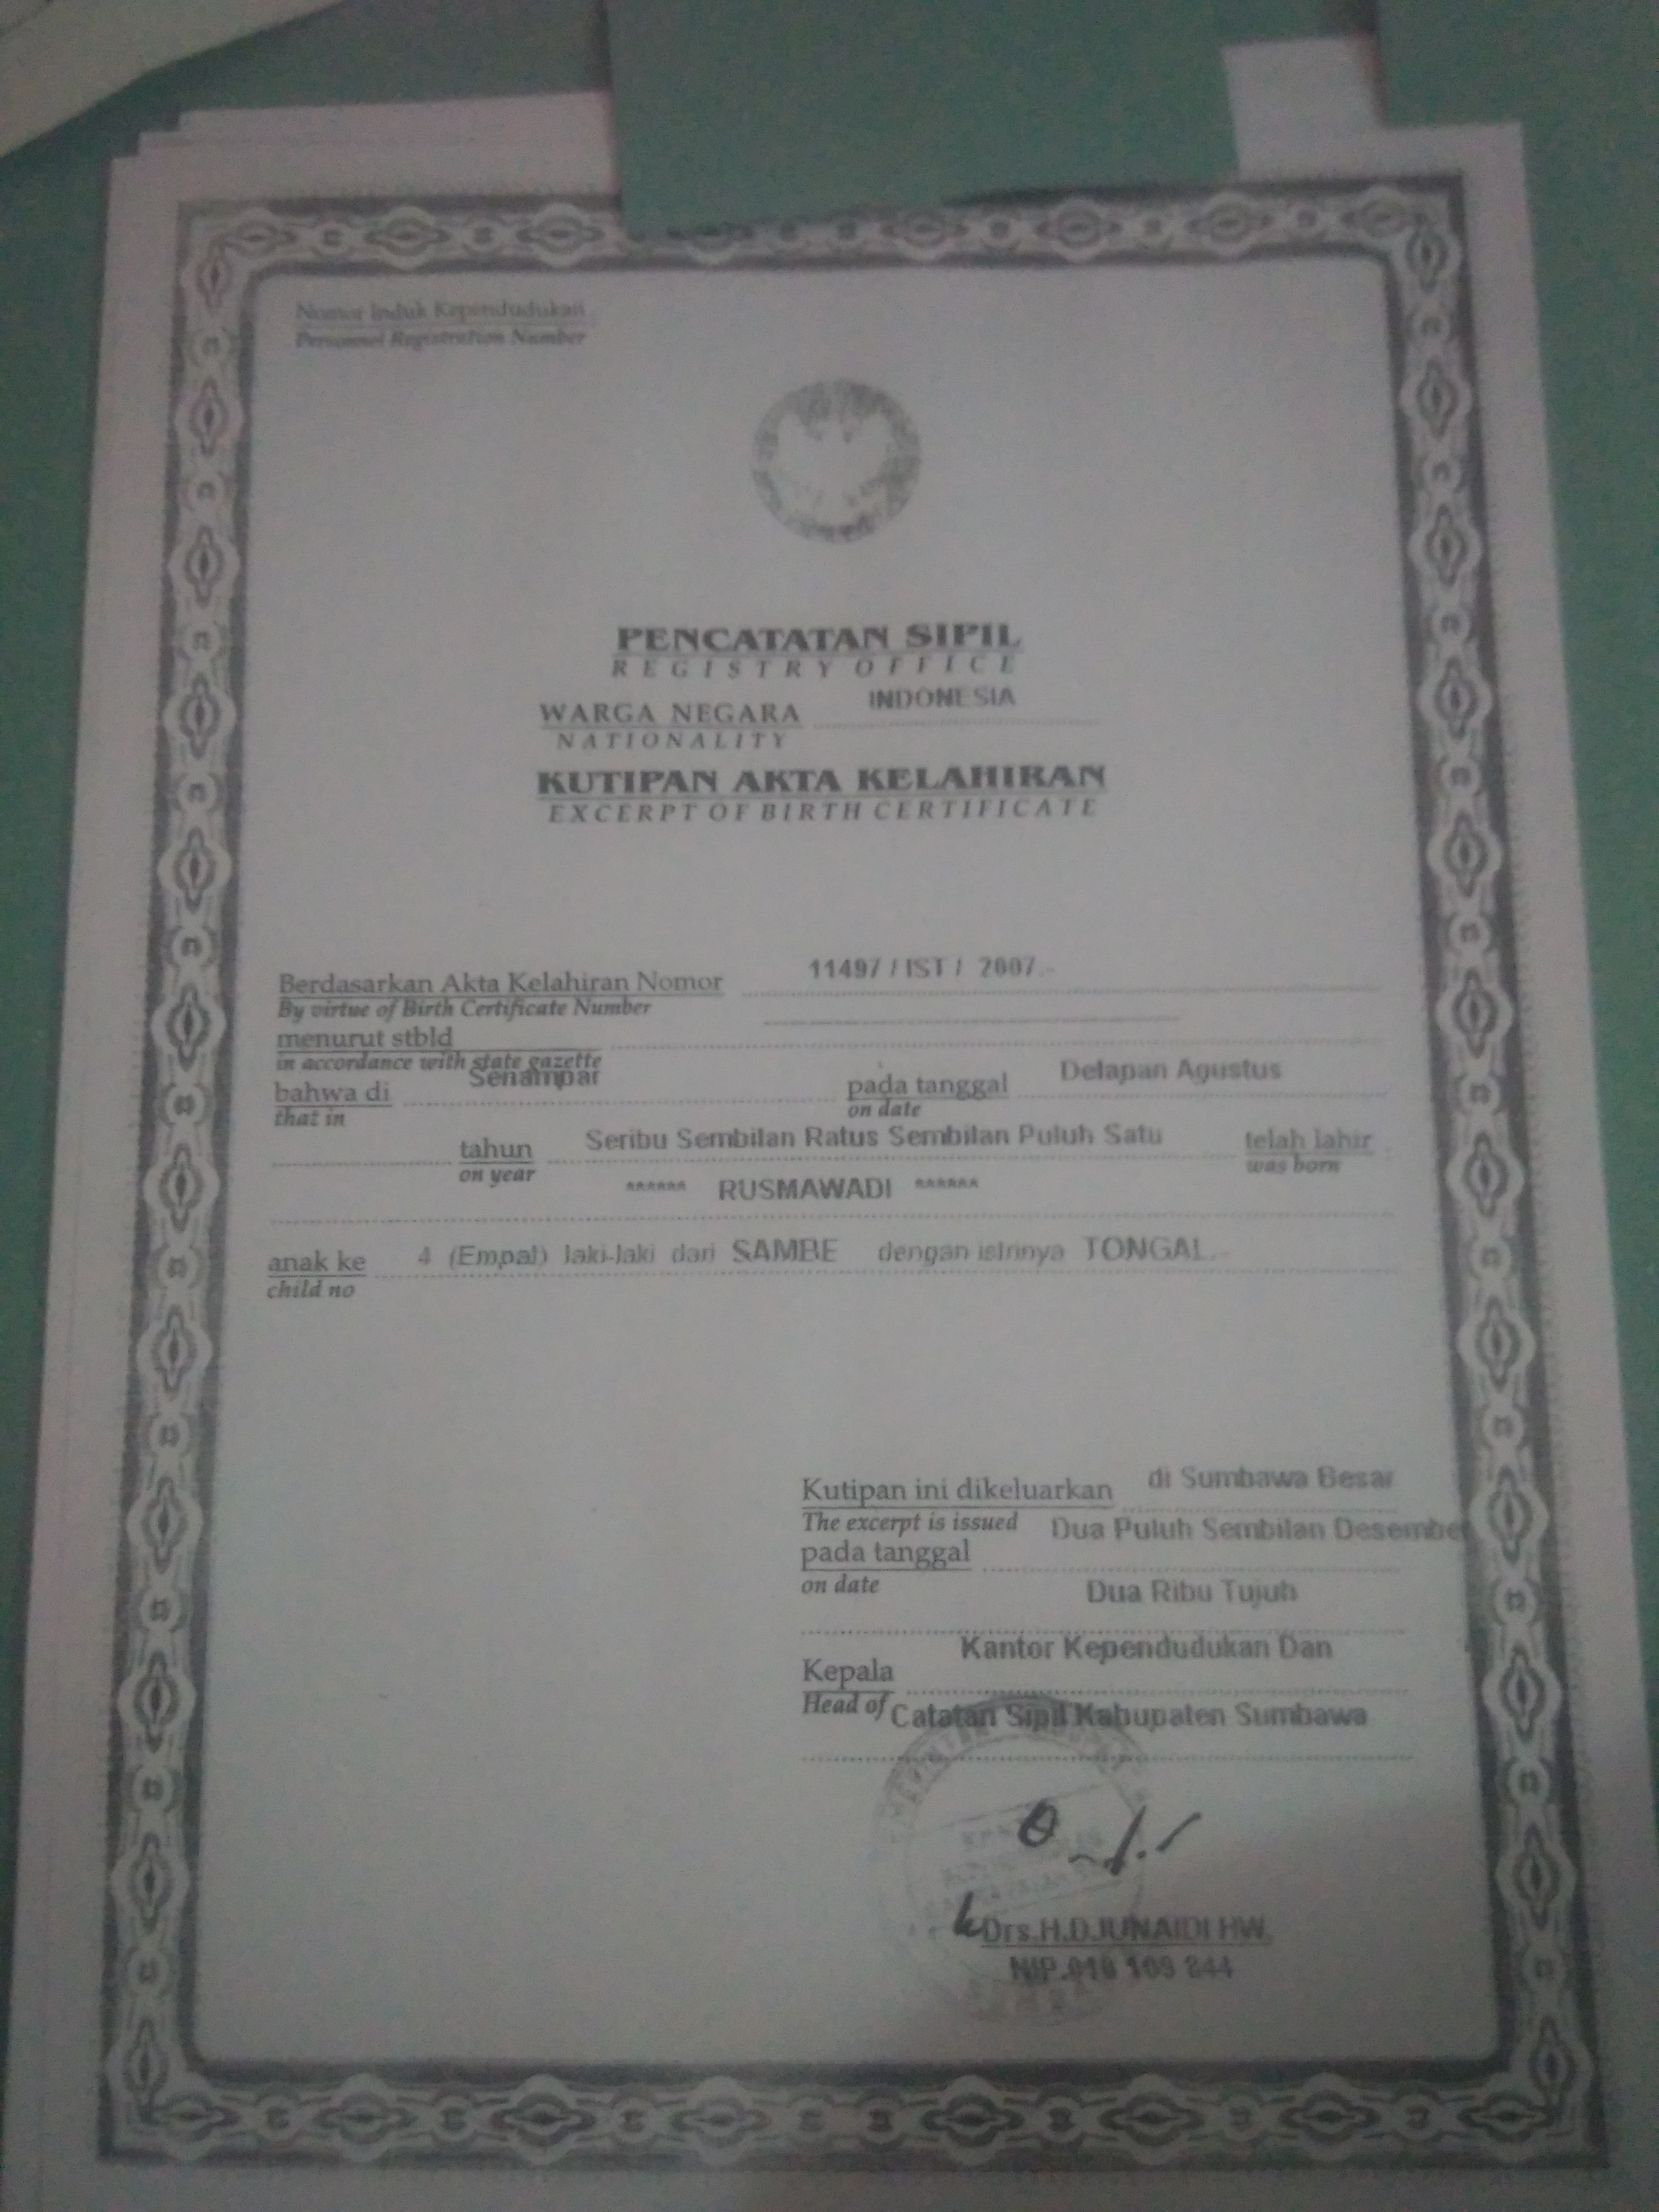 Nomor Induk Kependudukan
Personnel Registration Number
PENCATATAN SIPIL
REGISTRY OFFICE
WARGA NEGARA INDONESIA
NATIONALITY
KUTIPAN AKTA KELAHIRAN
EXCERPT OF BIRTH CERTIFICATE
Berdasarkan Akta Kelahiran Nomor 11497 / IST / 2007.-
By virtue of Birth Certificate Number
menurut stbld
in accordance with state gazette
bahwa di Senampar pada tanggal Delapan Agustus
that in on date
tahun Seribu Sembilan Ratus Sembilan Puluh Satu telah lahir
on year was born
****** RUSMAWADI ******
anak ke 4 (Empat) laki-laki dari SAMBE dengan istrinya TONGAL.-
child no
Kutipan ini dikeluarkan di Sumbawa Besar
The excerpt is issued
pada tanggal Dua Puluh Sembilan Desember
on date Dua Ribu Tujuh
Kepala Kantor Kependudukan Dan
Head of Catatan Sipil Kabupaten Sumbawa
Drs.H.DJUNAIDI HW.
NIP.010 109 244